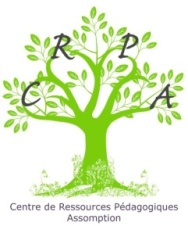 C R P A
Centre de Ressources Pédagogiques
Assomption